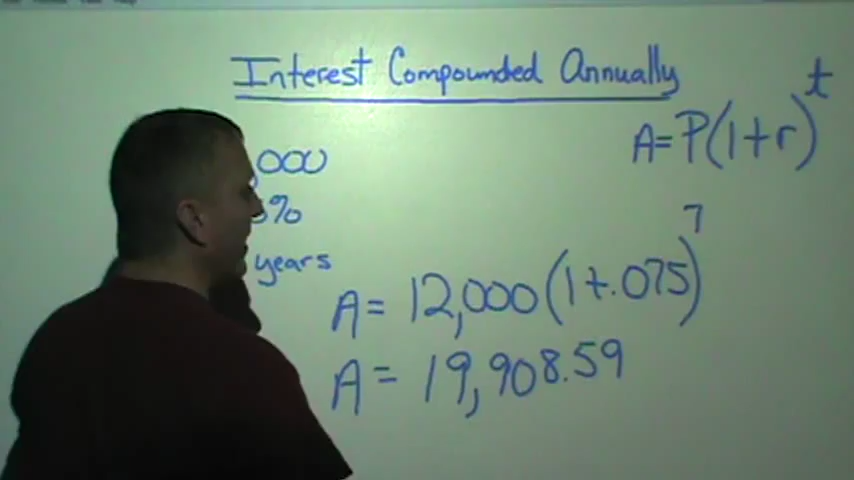 Interest Compounded Annually
A=P(1+r)^t
,000
%
years
A= 12,000(1+.075)^7
A= 19,908.59